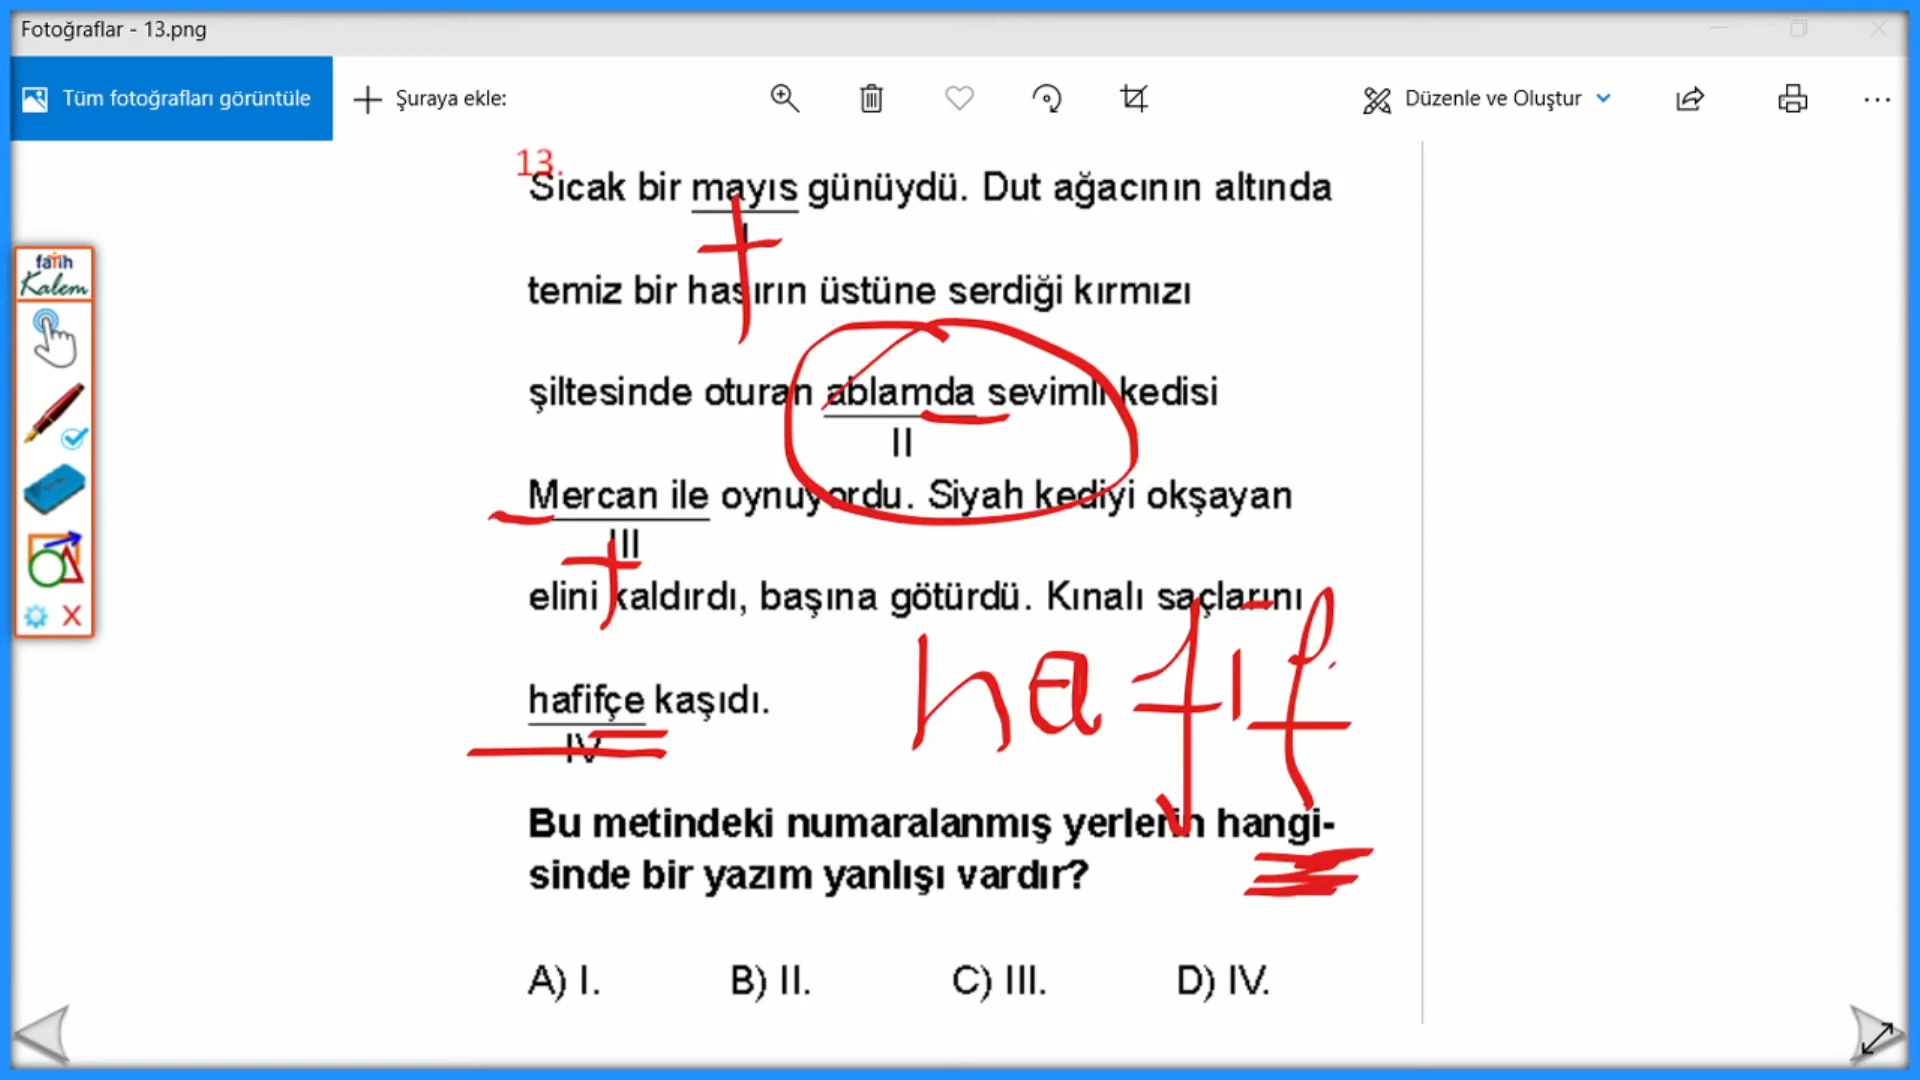 Fotoğraflar - 13.png
Tüm fotoğrafları görüntüle
Şuraya ekle:
Düzenle ve Oluştur
fatih
Kalem
13.
Sıcak bir mayıs günüydü. Dut ağacının altında
I
temiz bir hasırın üstüne serdiği kırmızı
şiltesinde oturan ablamda sevimli kedisi
II
Mercan ile oynuyordu. Siyah kediyi okşayan
III
elini kaldırdı, başına götürdü. Kınalı saçlarını
hafifçe kaşıdı.
IV
hafif
Bu metindeki numaralanmış yerlerin hangi-
sinde bir yazım yanlışı vardır?
A) I. B) II. C) III. D) IV.